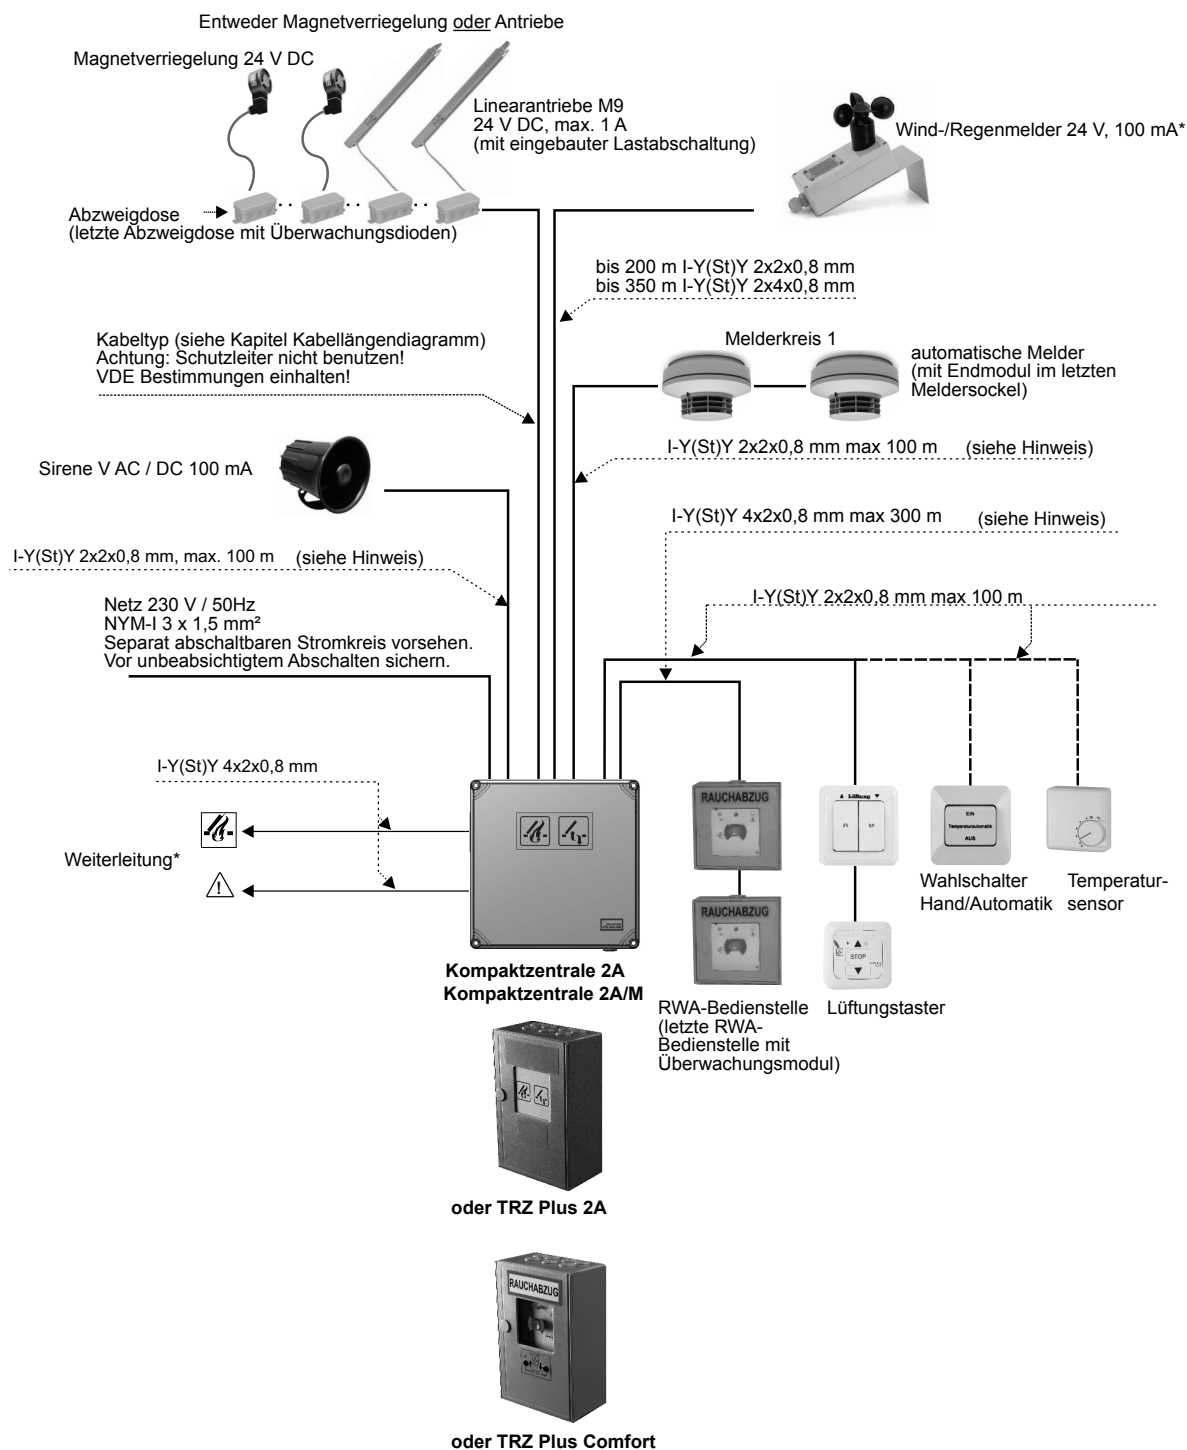 Entweder Magnetverriegelung oder Antriebe
Magnetverriegelung 24 V DC
Linearantriebe M9
24 V DC, max. 1 A
(mit eingebauter Lastabschaltung)
Wind-/Regenmelder 24 V, 100 mA*
Abzweigdose
(letzte Abzweigdose mit Überwachungsdioden)
bis 200 m I-Y(St)Y 2x2x0,8 mm
bis 350 m I-Y(St)Y 2x4x0,8 mm
Kabeltyp (siehe Kapitel Kabellängendiagramm)
Achtung: Schutzleiter nicht benutzen!
VDE Bestimmungen einhalten!
Melderkreis 1
automatische Melder
(mit Endmodul im letzten
Meldersockel)
I-Y(St)Y 2x2x0,8 mm max 100 m (siehe Hinweis)
Sirene V AC / DC 100 mA
I-Y(St)Y 4x2x0,8 mm max 300 m (siehe Hinweis)
I-Y(St)Y 2x2x0,8 mm, max. 100 m (siehe Hinweis)
I-Y(St)Y 2x2x0,8 mm max 100 m
Netz 230 V / 50Hz
NYM-I 3 x 1,5 mm²
Separat abschaltbaren Stromkreis vorsehen.
Vor unbeabsichtigtem Abschalten sichern.
I-Y(St)Y 4x2x0,8 mm
Weiterleitung*
RAUCHABZUG
▲ Lüftung ▼
EIN
Temperaturautomatik
AUS
Wahlschalter
Hand/Automatik
Temperatur-
sensor
RAUCHABZUG
STOP
Kompaktzentrale 2A
Kompaktzentrale 2A/M
RWA-Bedienstelle
(letzte RWA-
Bedienstelle mit
Überwachungsmodul)
Lüftungstaster
oder TRZ Plus 2A
RAUCHABZUG
oder TRZ Plus Comfort